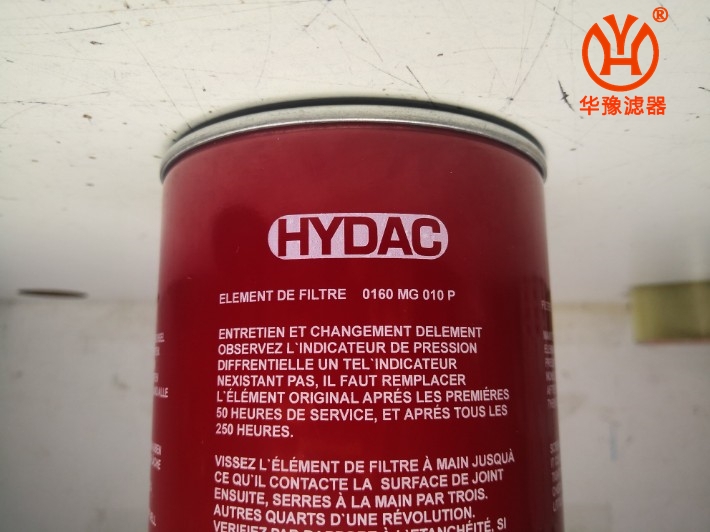 华豫滤器
®
HYDAC
ELEMENT DE FILTRE 0160 MG 010 P
ENTRETIEN ET CHANGEMENT DELEMENT
OBSERVEZ L`INDICATEUR DE PRESSION
DIFFRENTIELLE UN TEL`INDICATEUR
NEXISTANT PAS, IL FAUT REMPLACER
L`ÉLÉMENT ORIGINAL APRÉS LES PREMIÉRES
50 HEURES DE SERVICE, ET APRÉS TOUS LES
250 HEURES.
VISSEZ L`ÉLÉMENT DE FILTRE À MAIN JUSQUÀ
CE QU`IL CONTACTE LA SURFACE DE JOINT
ENSUITE, SERRES À LA MAIN PAR TROIS.
AUTRES QUARTS D`UNE RÉVOLUTION.